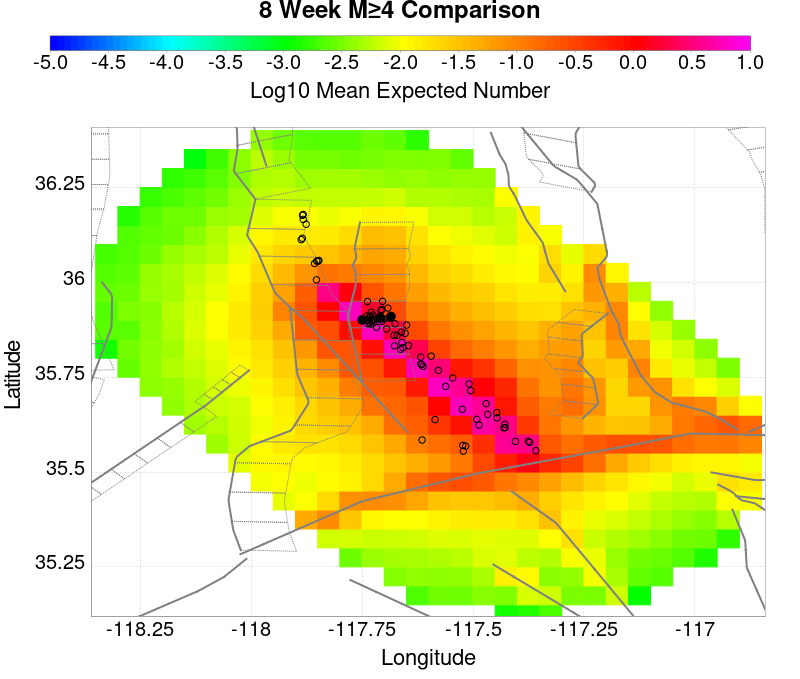 8 Week M≥4 Comparison
-5.0 -4.5 -4.0 -3.5 -3.0 -2.5 -2.0 -1.5 -1.0 -0.5 0.0 0.5 1.0
Log10 Mean Expected Number
36.25
36
35.75
35.5
35.25
Latitude
-118.25 -118 -117.75 -117.5 -117.25 -117
Longitude